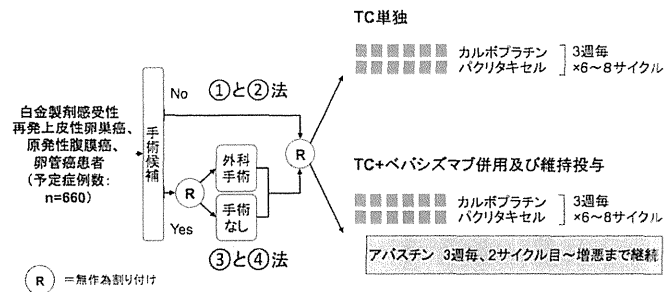 TC単独
カルボプラチン
パクリタキセル
3週毎
×6～8サイクル
No
①と②法
白金製剤感受性
再発上皮性卵巣癌、
原発性腹膜癌、
卵管癌患者
(予定症例数:
n=660)
手術候補
R
外科
手術
手術
なし
R
Yes
③と④法
TC+ベバシズマブ併用及び維持投与
カルボプラチン
パクリタキセル
3週毎
×6～8サイクル
アバスチン 3週毎、2サイクル目～増悪まで継続
R =無作為割り付け